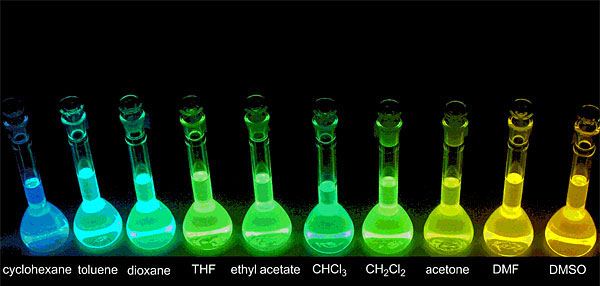 cyclohexane toluene dioxane THF ethyl acetate CHCl₃ CH₂Cl₂ acetone DMF DMSO